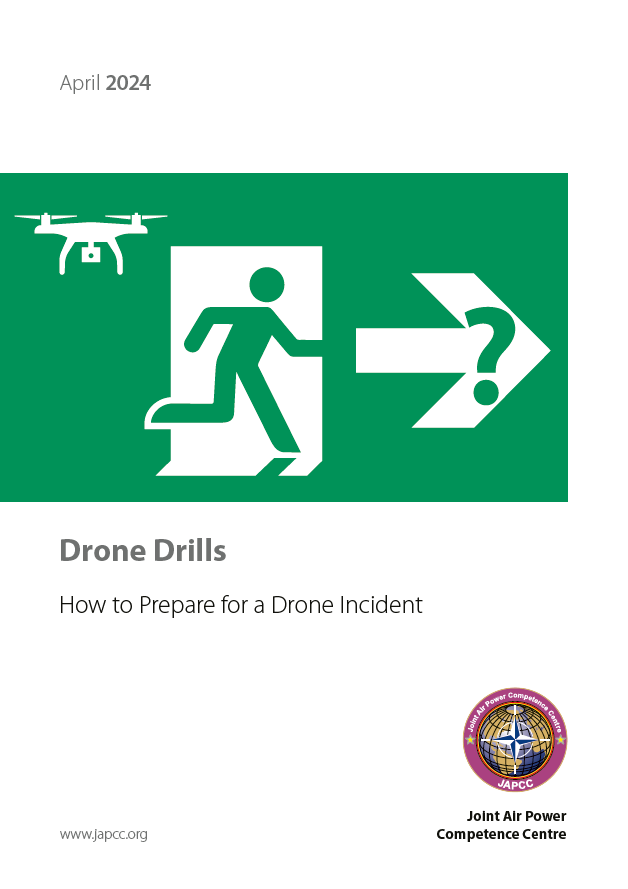 April 2024
?
Drone Drills
How to Prepare for a Drone Incident
Joint Air Power Competence Centre
JAPCC
Joint Air Power
www.japcc.org
Competence Centre